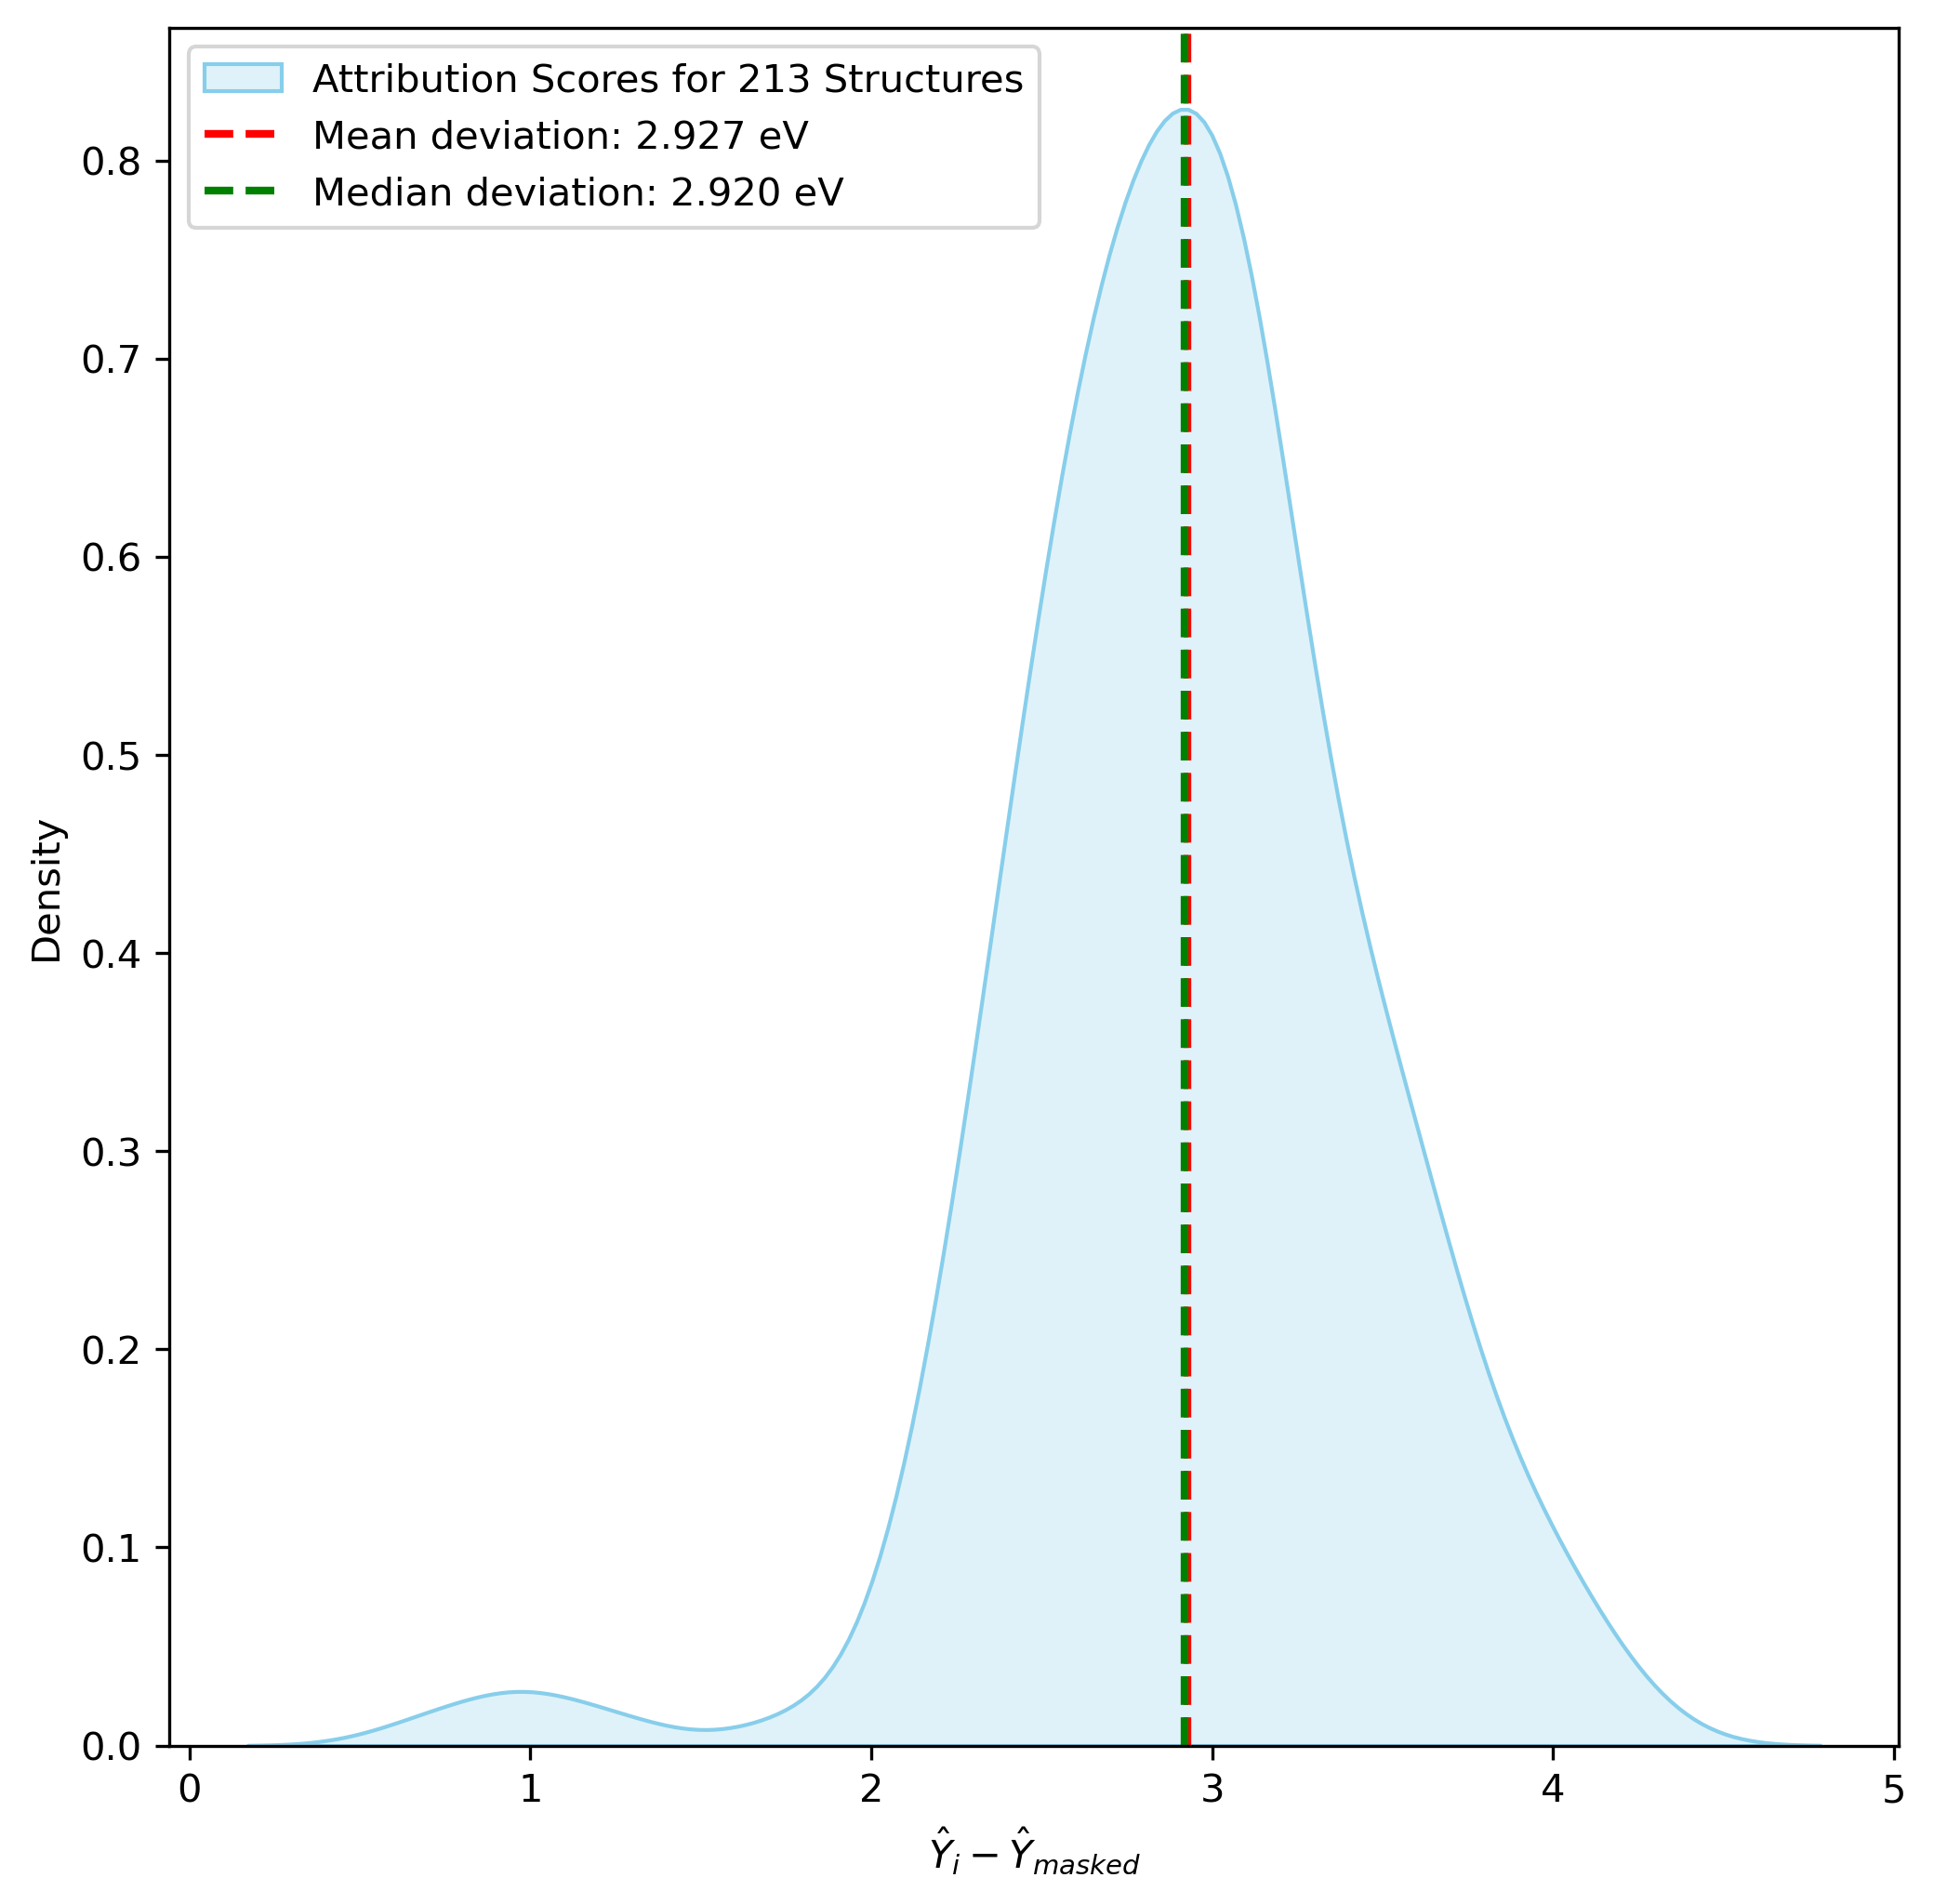 Attribution Scores for 213 Structures
Mean deviation: 2.927 eV
Median deviation: 2.920 eV
0.8
0.7
0.6
0.5
0.4
0.3
0.2
0.1
0.0
Density
0 1 2 3 4 5
Ŷᵢ − Ŷ_masked